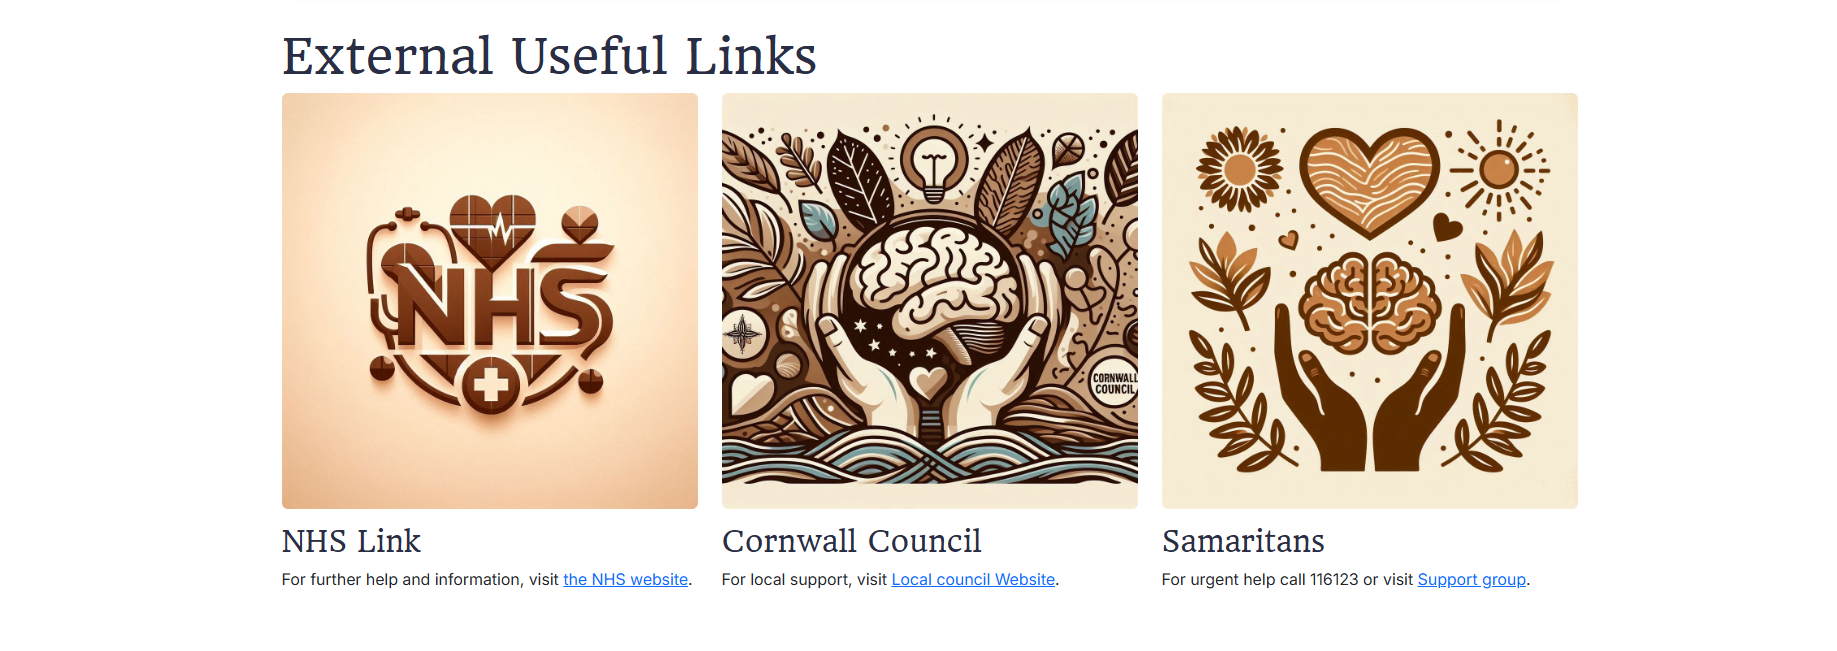 External Useful Links
NHS
CORNWALL
COUNCIL
NHS Link
For further help and information, visit the NHS website.
Cornwall Council
For local support, visit Local council Website.
Samaritans
For urgent help call 116123 or visit Support group.